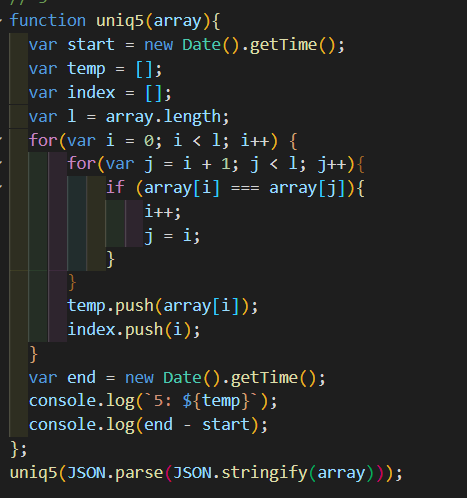 function uniq5(array){
  var start = new Date().getTime();
  var temp = [];
  var index = [];
  var l = array.length;
  for(var i = 0; i < l; i++) {
      for(var j = i + 1; j < l; j++){
          if (array[i] === array[j]){
              i++;
              j = i;
          }
      }
      temp.push(array[i]);
      index.push(i);
  }
  var end = new Date().getTime();
  console.log(`5: ${temp}`);
  console.log(end - start);
};
uniq5(JSON.parse(JSON.stringify(array)));